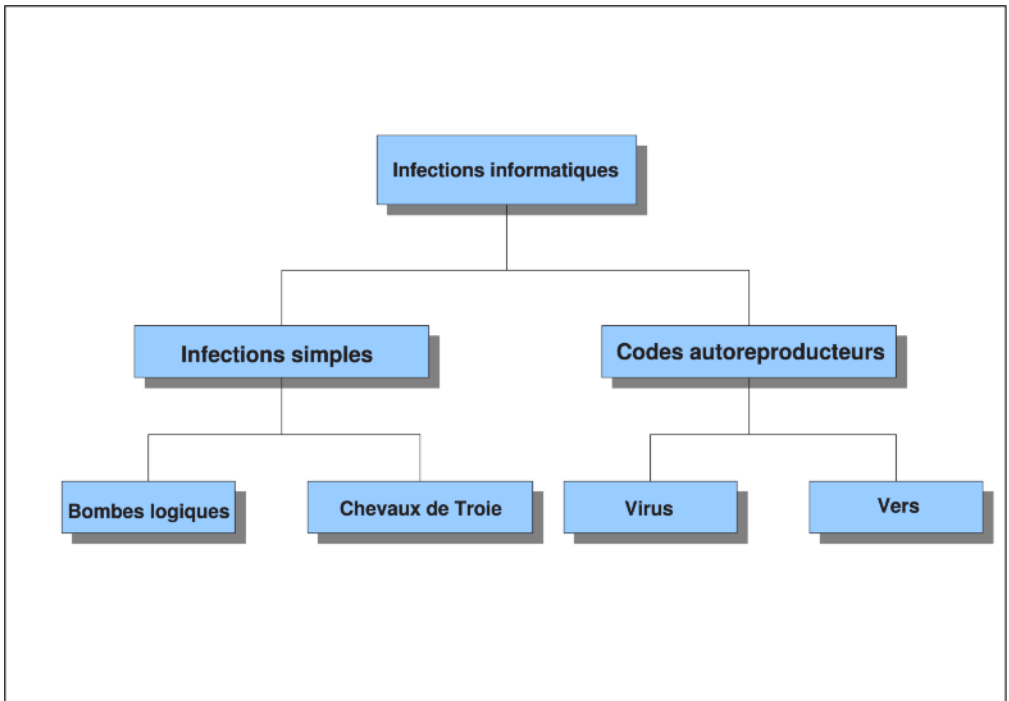 Infections informatiques
Infections simples
Codes autoreproducteurs
Bombes logiques
Chevaux de Troie
Virus
Vers